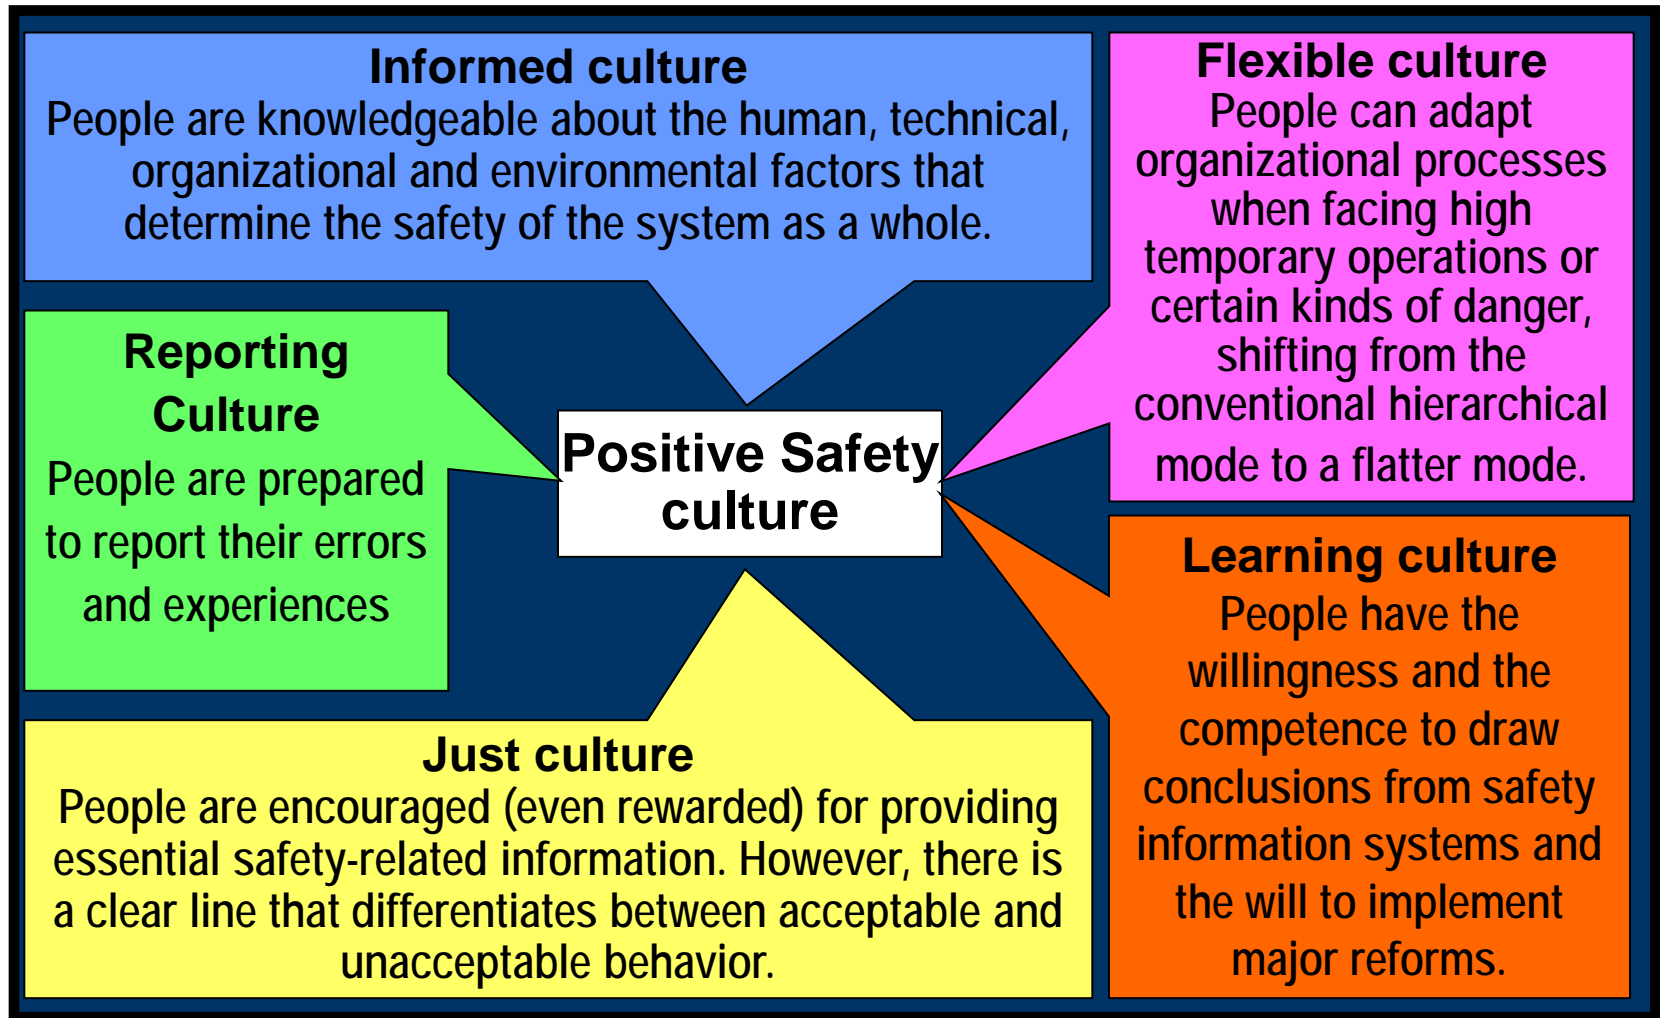 Informed culture
People are knowledgeable about the human, technical,
organizational and environmental factors that
determine the safety of the system as a whole.
Flexible culture
People can adapt
organizational processes
when facing high
temporary operations or
certain kinds of danger,
shifting from the
conventional hierarchical
mode to a flatter mode.
Reporting
Culture
People are prepared
to report their errors
and experiences
Positive Safety
culture
Learning culture
People have the
willingness and the
competence to draw
conclusions from safety
information systems and
the will to implement
major reforms.
Just culture
People are encouraged (even rewarded) for providing
essential safety-related information. However, there is
a clear line that differentiates between acceptable and
unacceptable behavior.